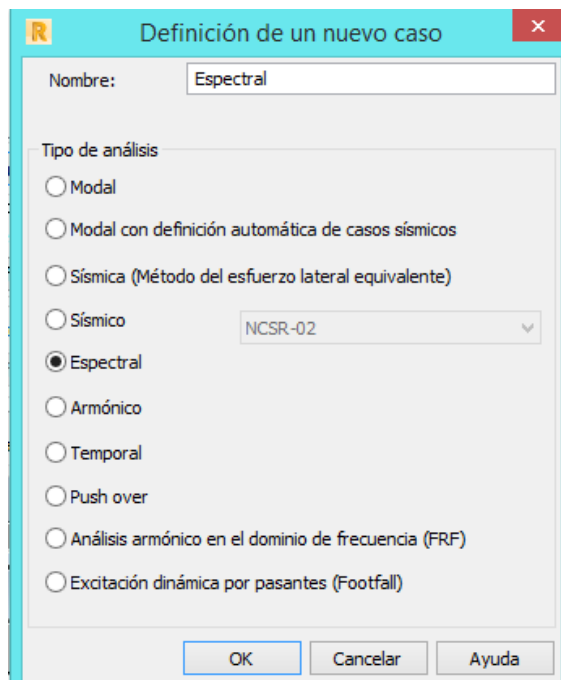 R
Definición de un nuevo caso
Nombre: Espectral
Tipo de análisis
Modal
Modal con definición automática de casos sísmicos
Sísmica (Método del esfuerzo lateral equivalente)
Sísmico NCSR-02
Espectral
Armónico
Temporal
Push over
Análisis armónico en el dominio de frecuencia (FRF)
Excitación dinámica por pasantes (Footfall)
OK Cancelar Ayuda